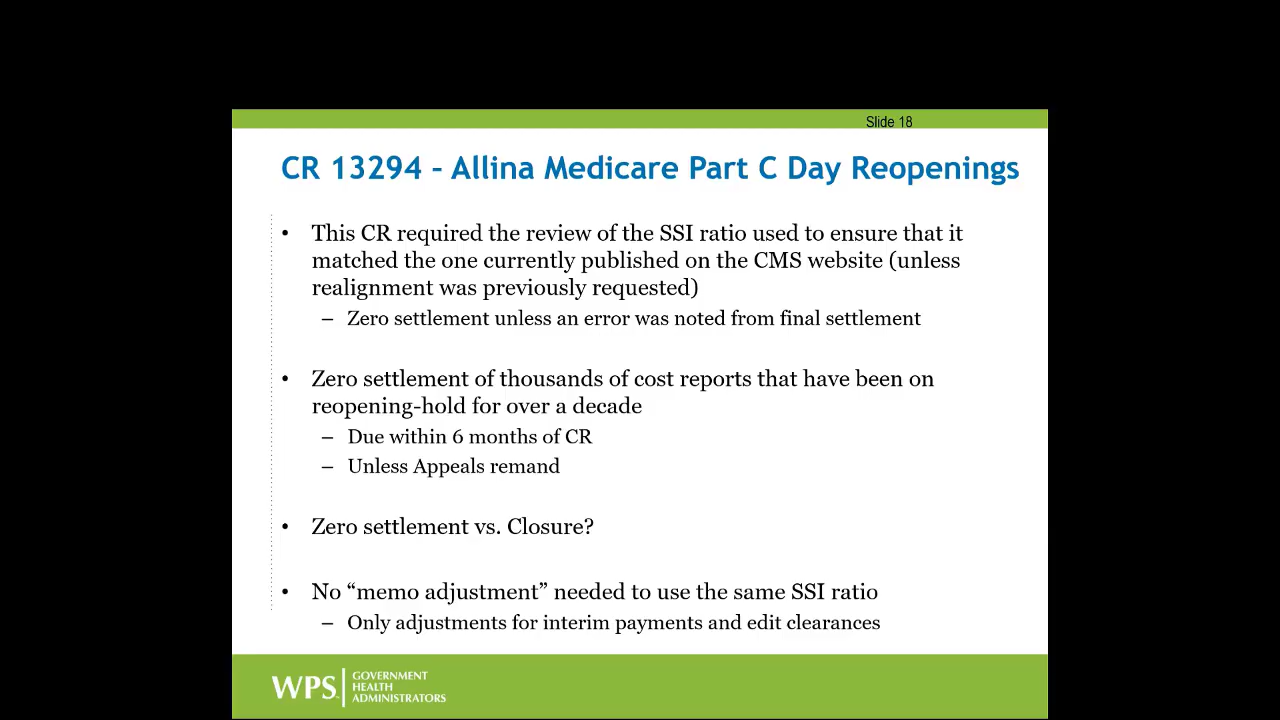 Slide 18
CR 13294 – Allina Medicare Part C Day Reopenings
• This CR required the review of the SSI ratio used to ensure that it
matched the one currently published on the CMS website (unless
realignment was previously requested)
– Zero settlement unless an error was noted from final settlement
• Zero settlement of thousands of cost reports that have been on
reopening-hold for over a decade
– Due within 6 months of CR
– Unless Appeals remand
• Zero settlement vs. Closure?
• No “memo adjustment” needed to use the same SSI ratio
– Only adjustments for interim payments and edit clearances
WPS
GOVERNMENT
HEALTH
ADMINISTRATORS